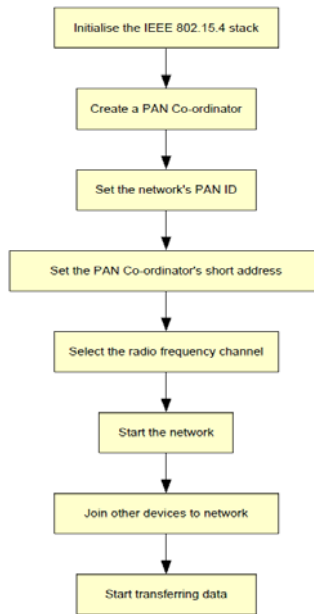 Initialise the IEEE 802.15.4 stack
Create a PAN Co-ordinator
Set the network's PAN ID
Set the PAN Co-ordinator's short address
Select the radio frequency channel
Start the network
Join other devices to network
Start transferring data